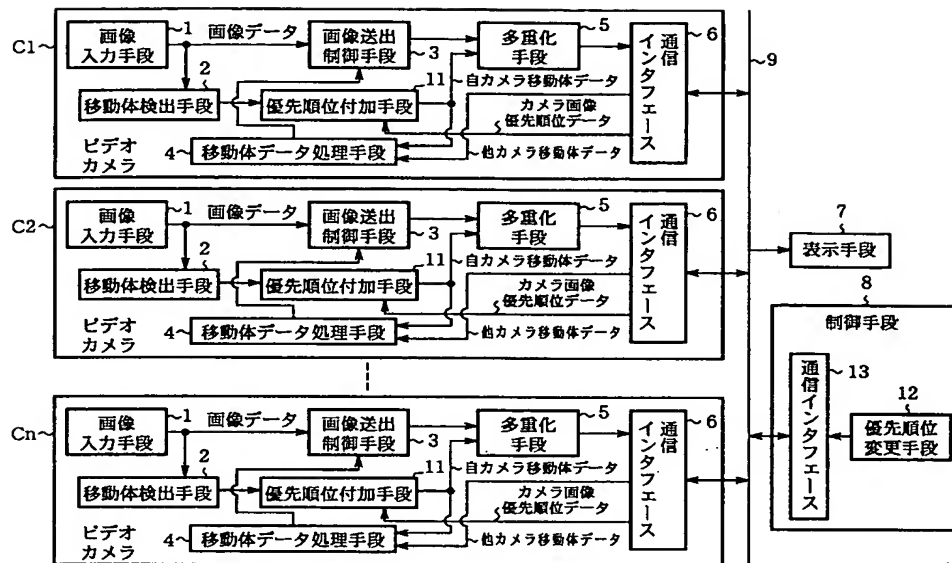 C1
画像
入力手段
1
画像データ
画像送出
制御手段
3
多重化
手段
5
通信
インタフェース
6
2
移動体検出手段
11
優先順位付加手段
自カメラ移動体データ
カメラ画像
優先順位データ
他カメラ移動体データ
ビデオ
カメラ
4
移動体データ処理手段
9
C2
画像
入力手段
1
画像データ
画像送出
制御手段
3
多重化
手段
5
通信
インタフェース
6
2
移動体検出手段
11
優先順位付加手段
自カメラ移動体データ
カメラ画像
優先順位データ
他カメラ移動体データ
ビデオ
カメラ
4
移動体データ処理手段
7
表示手段
8
制御手段
通信インタフェース
13
12
優先順位
変更手段
Cn
画像
入力手段
1
画像データ
画像送出
制御手段
3
多重化
手段
5
通信
インタフェース
6
2
移動体検出手段
11
優先順位付加手段
自カメラ移動体データ
カメラ画像
優先順位データ
他カメラ移動体データ
ビデオ
カメラ
4
移動体データ処理手段